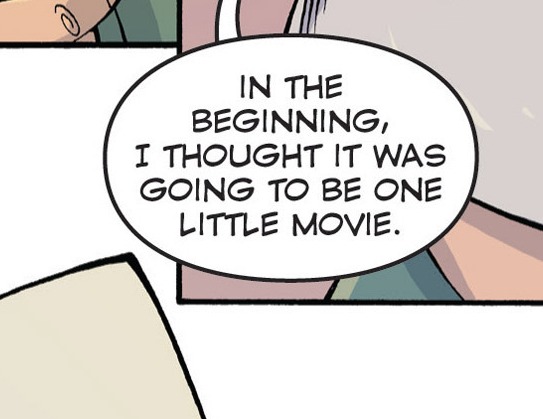 IN THE
BEGINNING,
I THOUGHT IT WAS
GOING TO BE ONE
LITTLE MOVIE.